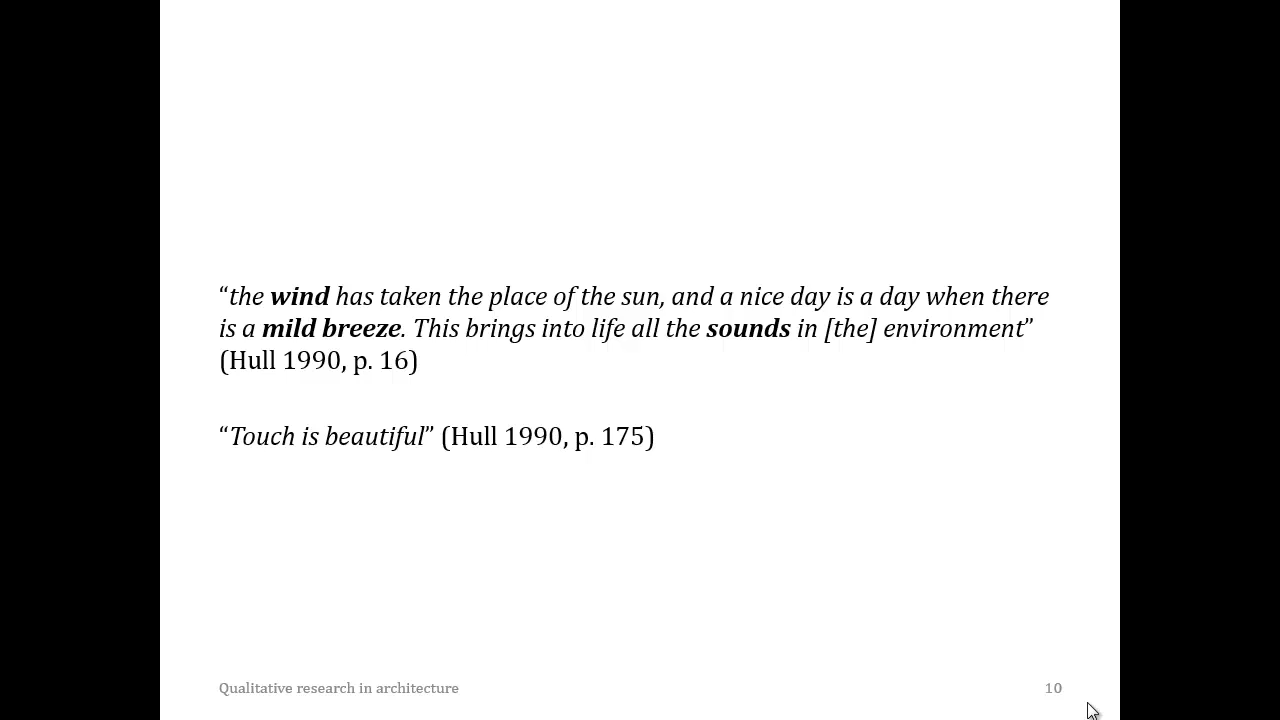 “the wind has taken the place of the sun, and a nice day is a day when there
is a mild breeze. This brings into life all the sounds in [the] environment”
(Hull 1990, p. 16)
“Touch is beautiful” (Hull 1990, p. 175)
Qualitative research in architecture
10